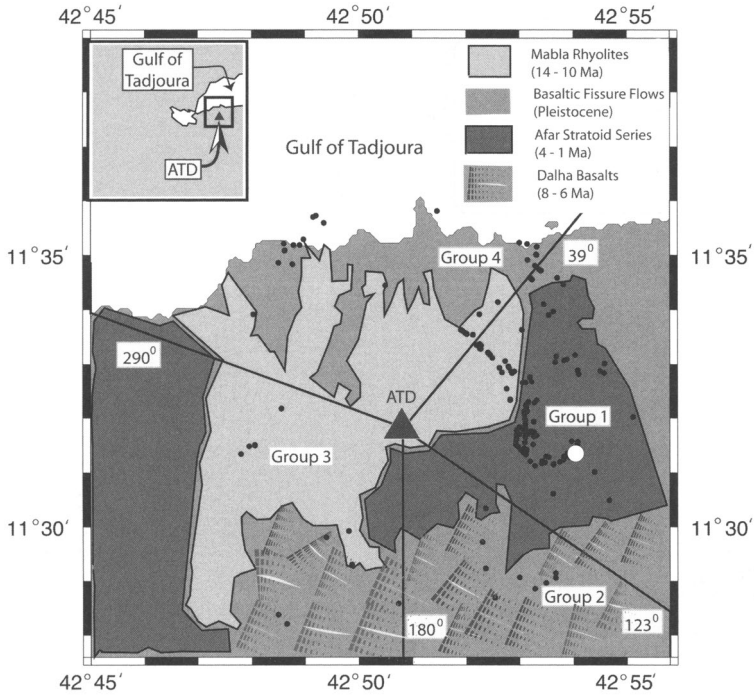 42°45‘
42°50‘
42°55‘
Gulf of
Tadjoura
ATD
Mabla Rhyolites
(14 - 10 Ma)
Basaltic Fissure Flows
(Pleistocene)
Afar Stratoid Series
(4 - 1 Ma)
Dalha Basalts
(8 - 6 Ma)
Gulf of Tadjoura
11°35‘
11°35‘
Group 4
39⁰
290⁰
ATD
Group 1
Group 3
11°30‘
11°30‘
Group 2
180⁰
123⁰
42°45‘
42°50‘
42°55‘